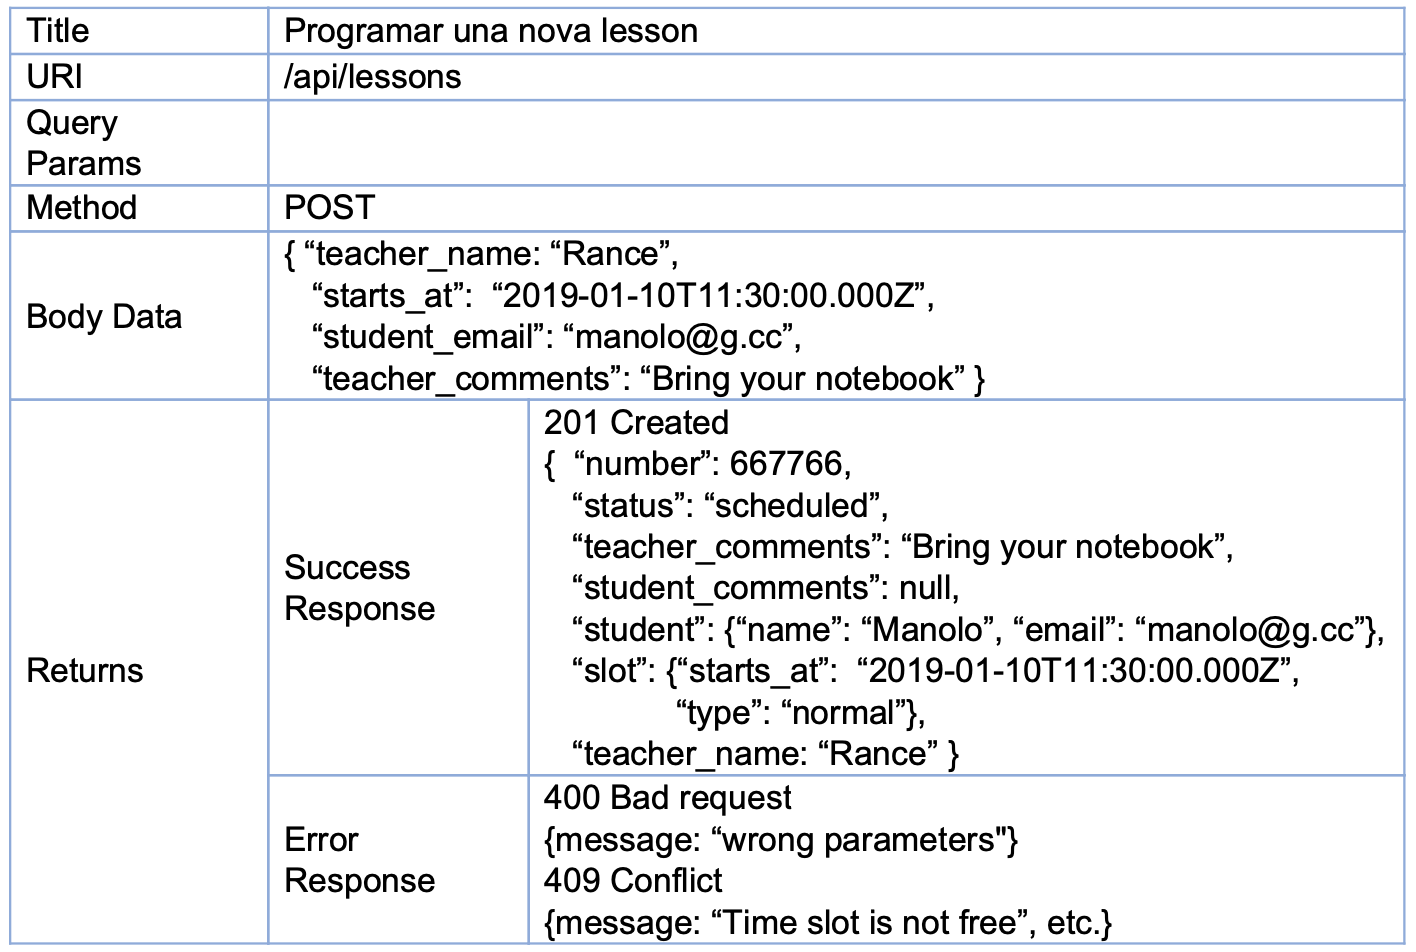 Title
Programar una nova lesson
URI
/api/lessons
Query
Params
Method
POST
Body Data
{ “teacher_name: “Rance”,
“starts_at”:  “2019-01-10T11:30:00.000Z”,
“student_email”: “manolo@g.cc”,
“teacher_comments”: “Bring your notebook” }
Returns
Success
Response
201 Created
{  “number”: 667766,
“status”: “scheduled”,
“teacher_comments”: “Bring your notebook”,
“student_comments”: null,
“student”: {“name”: “Manolo”, “email”: “manolo@g.cc”},
“slot”: {“starts_at”:  “2019-01-10T11:30:00.000Z”,
“type”: “normal”},
“teacher_name: “Rance” }
Error
Response
400 Bad request
{message: “wrong parameters"}
409 Conflict
{message: “Time slot is not free”, etc.}